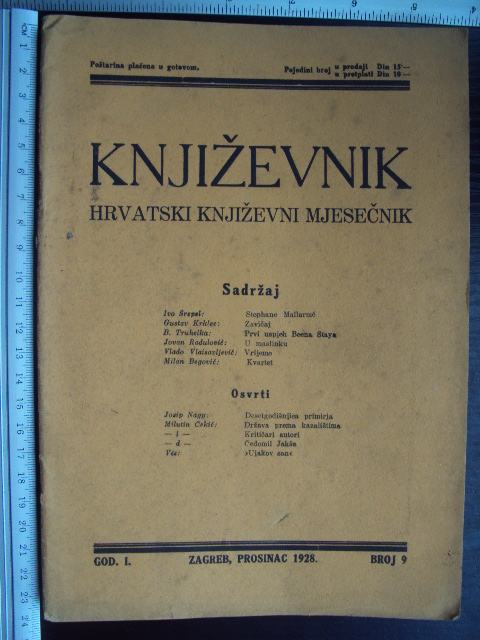 Poštarina plaćena u gotovom.
Pojedini broj u prodaji Din 15·—
u pretplati Din 10·—
KNJIŽEVNIK
HRVATSKI KNJIŽEVNI MJESEČNIK
Sadržaj
Ivo Šrepel: Stephane Mallarmé
Gustav Krklec: Zavičaj
B. Truhelka: Prvi uspjeh Bcena Staya
Jovan Radulović: U maslinku
Vlado Vlaisavljević: Vrijeme
Milan Begović: Kvartet
Osvrti
Josip Nagy: Desetgodišnjica primirja
Milutin Cekić: Država prema kazalištima
— i — Kritičari autori
— d — Čedomil Jakša
Vės: »Ujakov san«
GOD. I. ZAGREB, PROSINAC 1928. BROJ 9